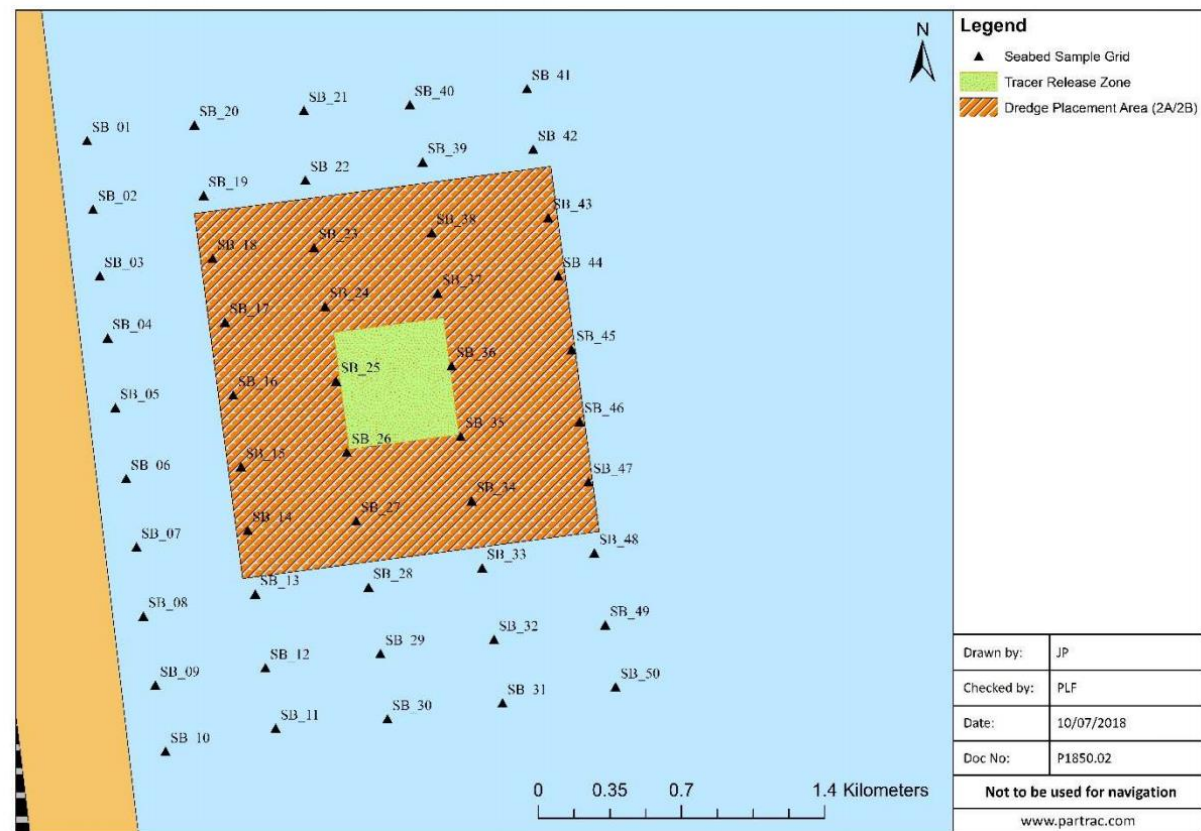 N
SB_41
SB_40
SB_21
SB_20
SB_01
SB_42
SB_39
SB_22
SB_19
SB_02
SB_43
SB_38
SB_23
SB_18
SB_03
SB_44
SB_37
SB_24
SB_17
SB_04
SB_45
SB_36
SB_25
SB_16
SB_05
SB_46
SB_35
SB_26
SB_15
SB_06
SB_47
SB_34
SB_27
SB_14
SB_07
SB_48
SB_33
SB_28
SB_13
SB_08
SB_49
SB_32
SB_29
SB_12
SB_09
SB_50
SB_31
SB_30
SB_11
SB_10
0 0.35 0.7 1.4 Kilometers
Legend
Seabed Sample Grid
Tracer Release Zone
Dredge Placement Area (2A/2B)
Drawn by: JP
Checked by: PLF
Date: 10/07/2018
Doc No: P1850.02
Not to be used for navigation
www.partrac.com